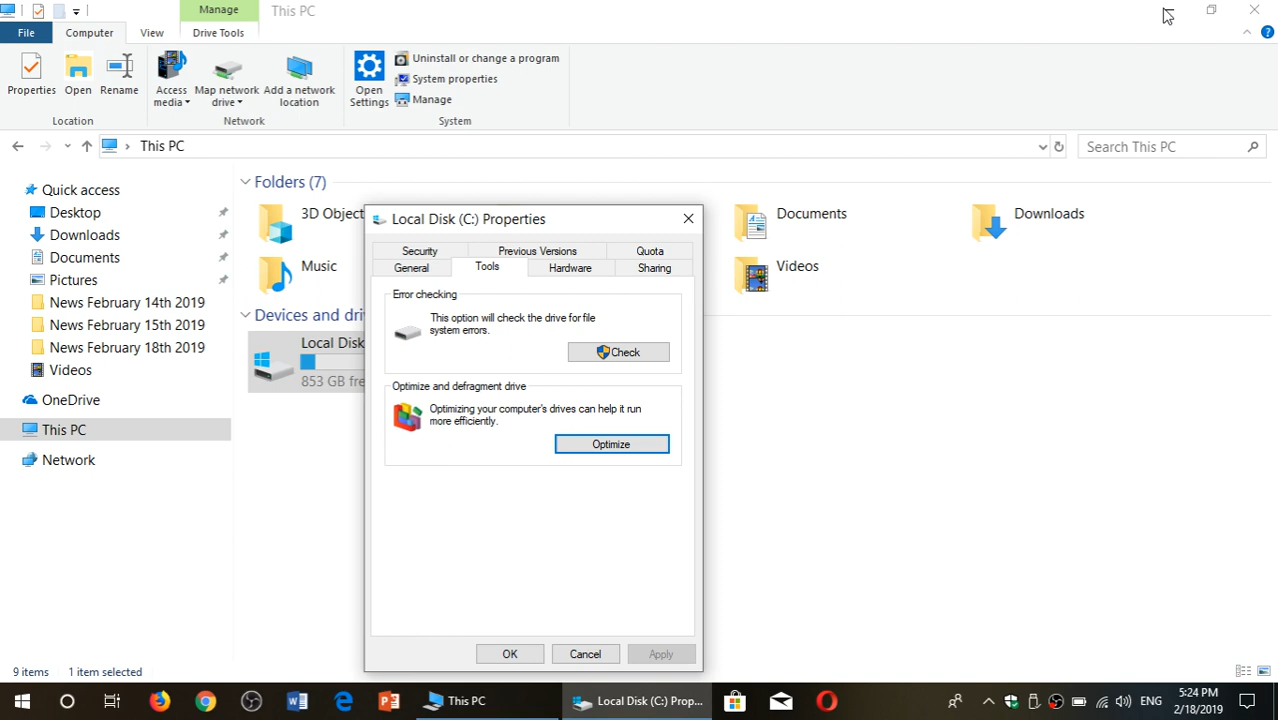 Manage
This PC
File
Computer
View
Drive Tools
Properties
Open
Rename
Access media
Map network drive
Add a network location
Open Settings
Uninstall or change a program
System properties
Manage
Location
Network
System
This PC
Search This PC
Quick access
Desktop
Downloads
Documents
Pictures
News February 14th 2019
News February 15th 2019
News February 18th 2019
Videos
OneDrive
This PC
Network
Folders (7)
3D Object
Documents
Downloads
Music
Videos
Devices and driv
Local Disk
853 GB fre
Local Disk (C:) Properties
Security
Previous Versions
Quota
General
Tools
Hardware
Sharing
Error checking
This option will check the drive for file
system errors.
Check
Optimize and defragment drive
Optimizing your computer's drives can help it run
more efficiently.
Optimize
OK
Cancel
Apply
9 items
1 item selected
This PC
Local Disk (C:) Prop...
ENG
5:24 PM
2/18/2019